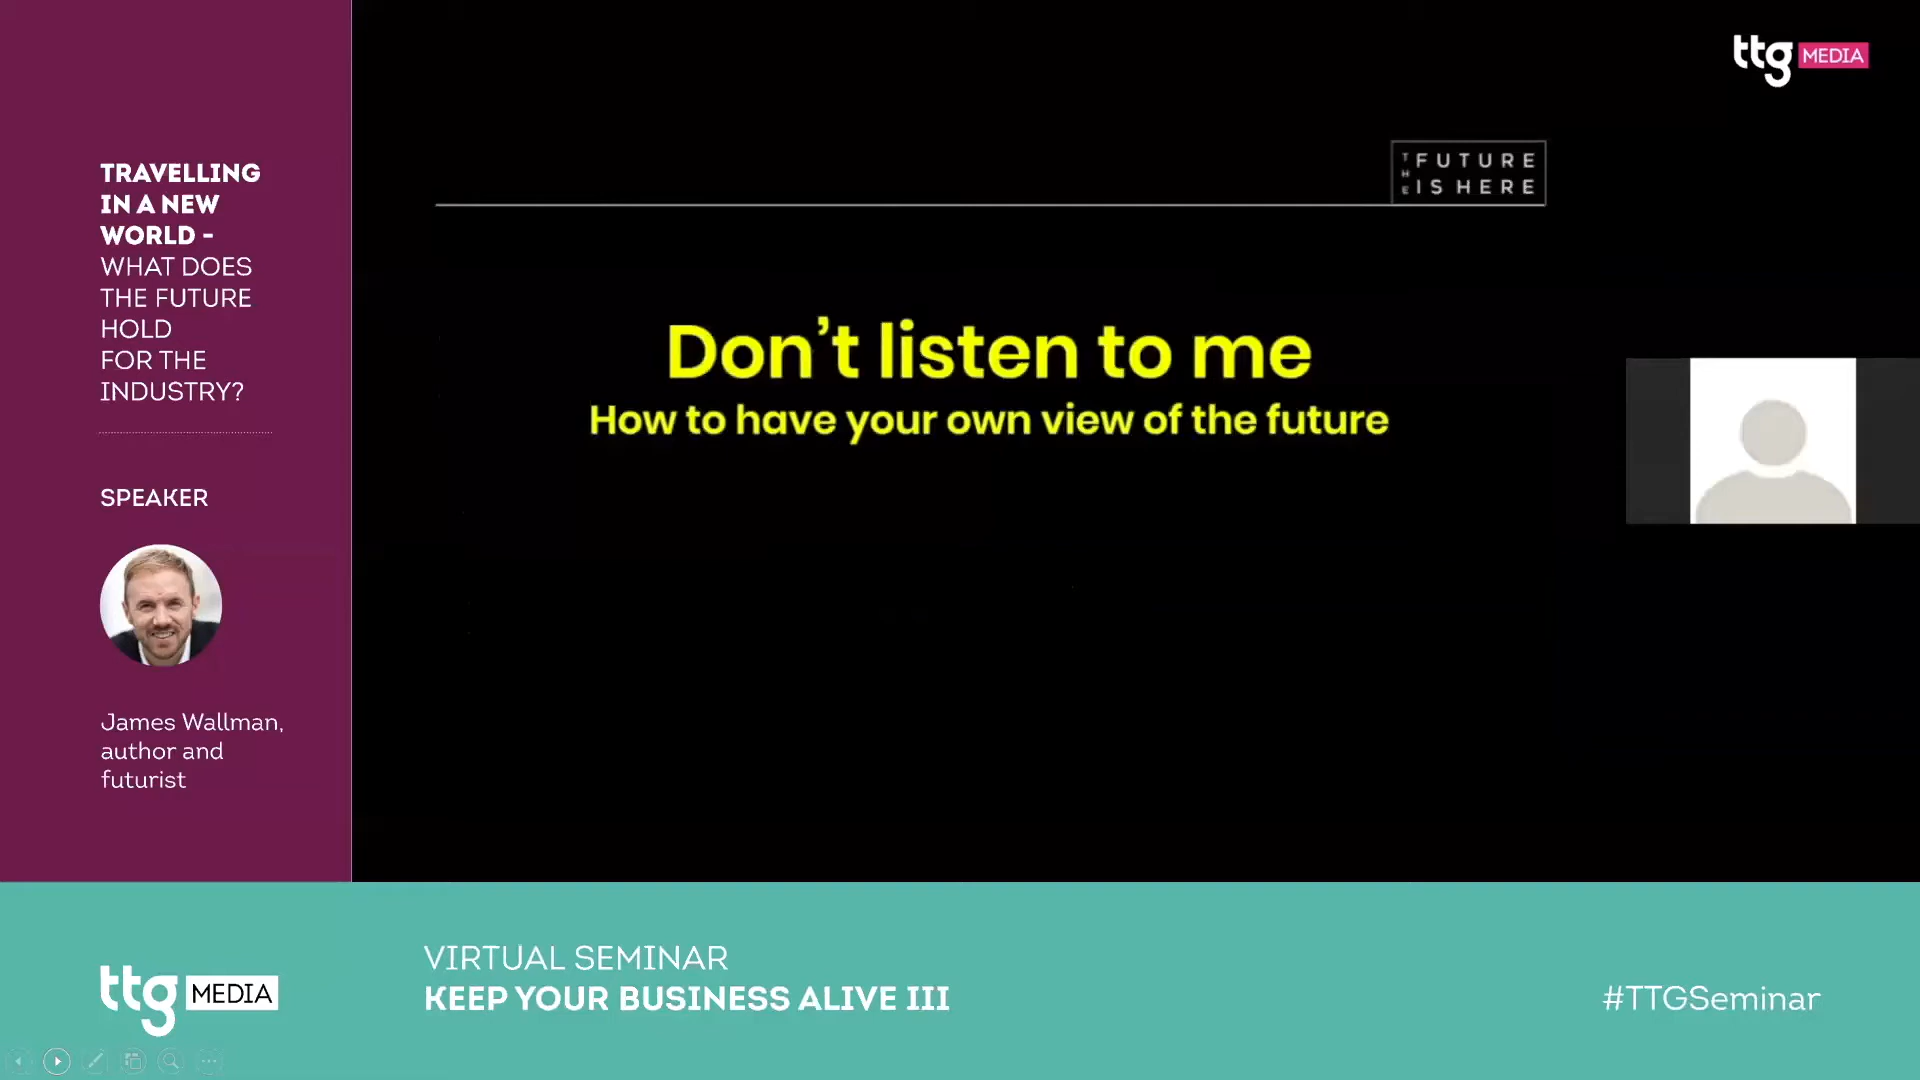 TRAVELLING
IN A NEW
WORLD -
WHAT DOES
THE FUTURE
HOLD
FOR THE
INDUSTRY?
SPEAKER
James Wallman,
author and
futurist
ttg MEDIA
THE FUTURE
IS HERE
Don't listen to me
How to have your own view of the future
ttg MEDIA
VIRTUAL SEMINAR
KEEP YOUR BUSINESS ALIVE III
#TTGSeminar